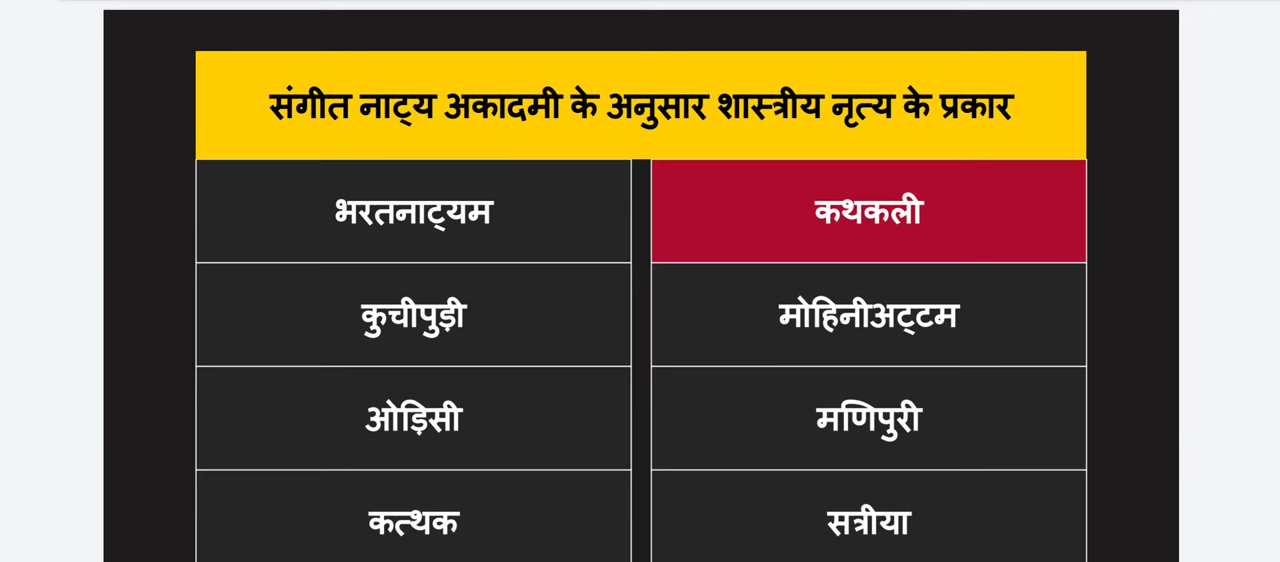 संगीत नाट्य अकादमी के अनुसार शास्त्रीय नृत्य के प्रकार
भरतनाट्यम कथकली
कुचीपुड़ी मोहिनीअट्टम
ओड़िसी मणिपुरी
कत्थक सत्रीया